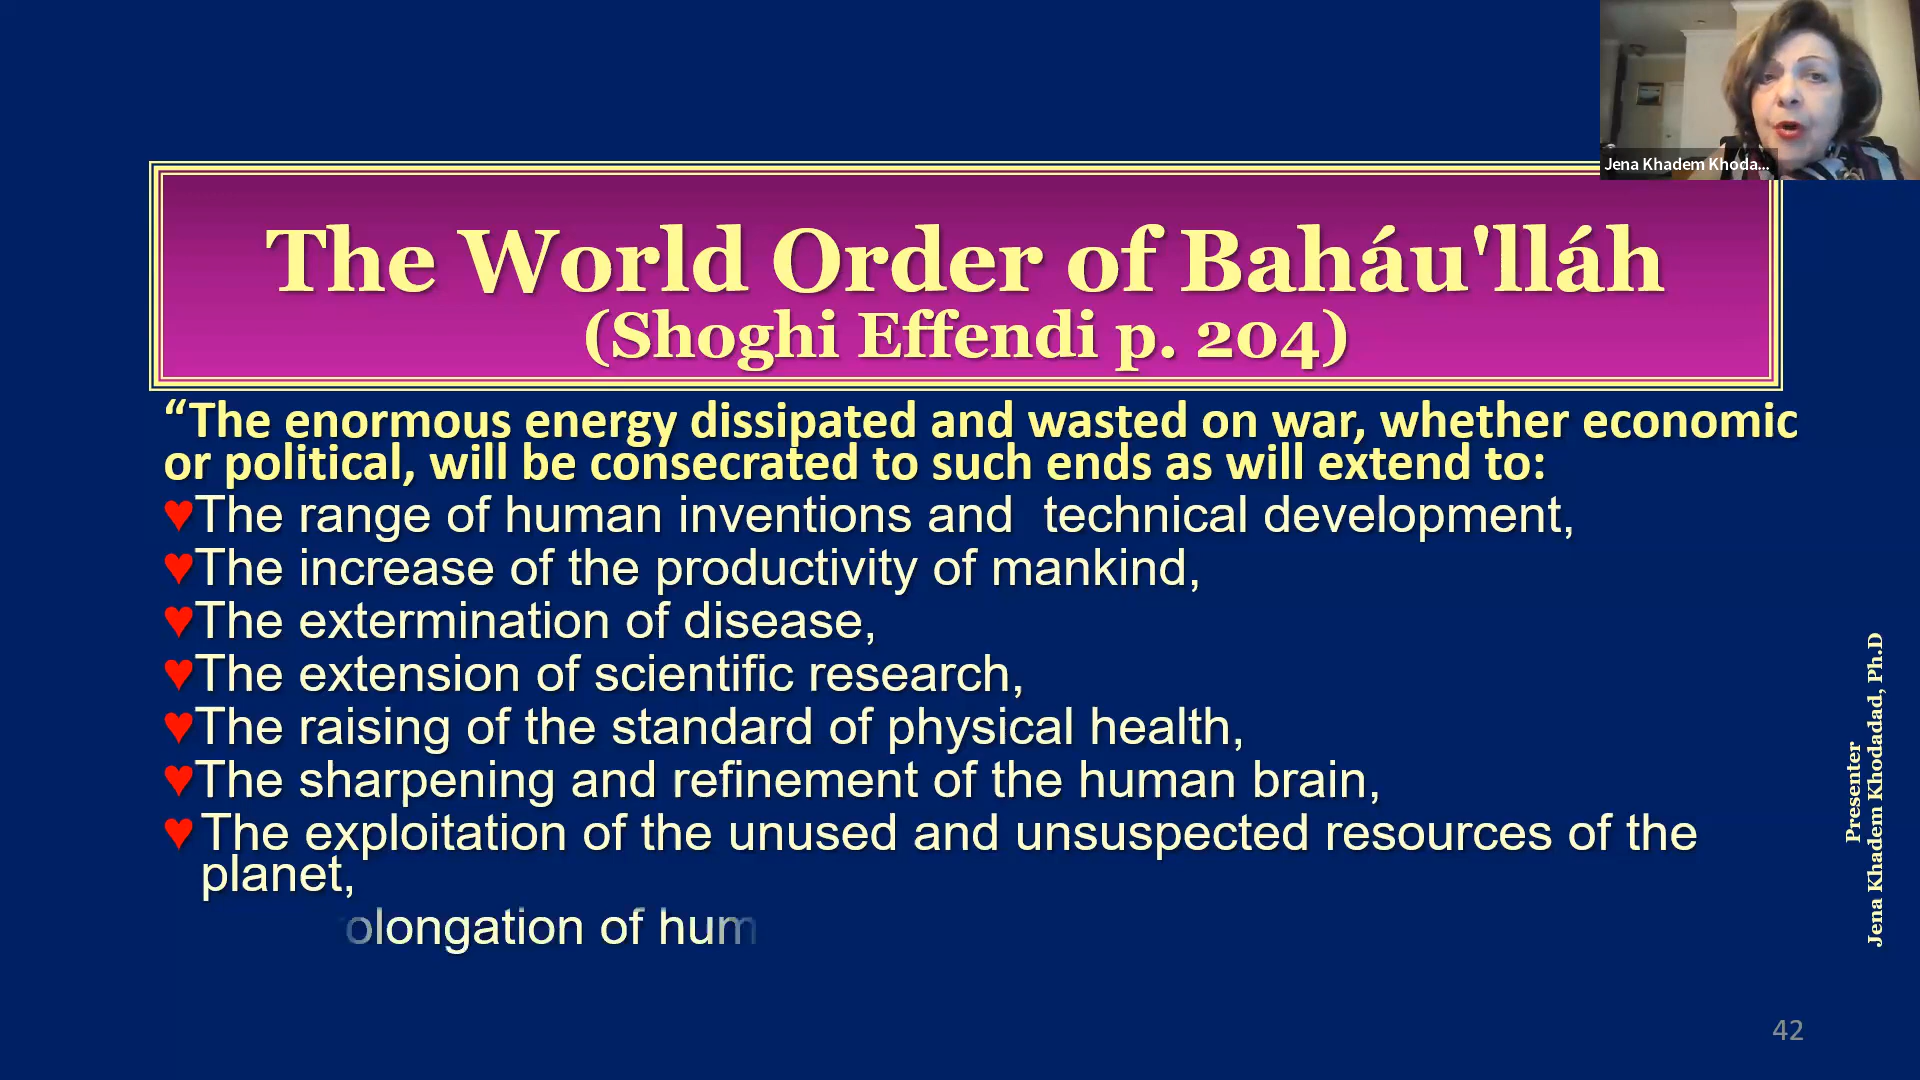 Jena Khadem Khoda...
The World Order of Baháu'lláh
(Shoghi Effendi p. 204)
“The enormous energy dissipated and wasted on war, whether economic
or political, will be consecrated to such ends as will extend to:
♥The range of human inventions and  technical development,
♥The increase of the productivity of mankind,
♥The extermination of disease,
♥The extension of scientific research,
♥The raising of the standard of physical health,
♥The sharpening and refinement of the human brain,
♥The exploitation of the unused and unsuspected resources of the
planet,
olongation of hum
Presenter
Jena Khadem Khodadad, Ph.D
42